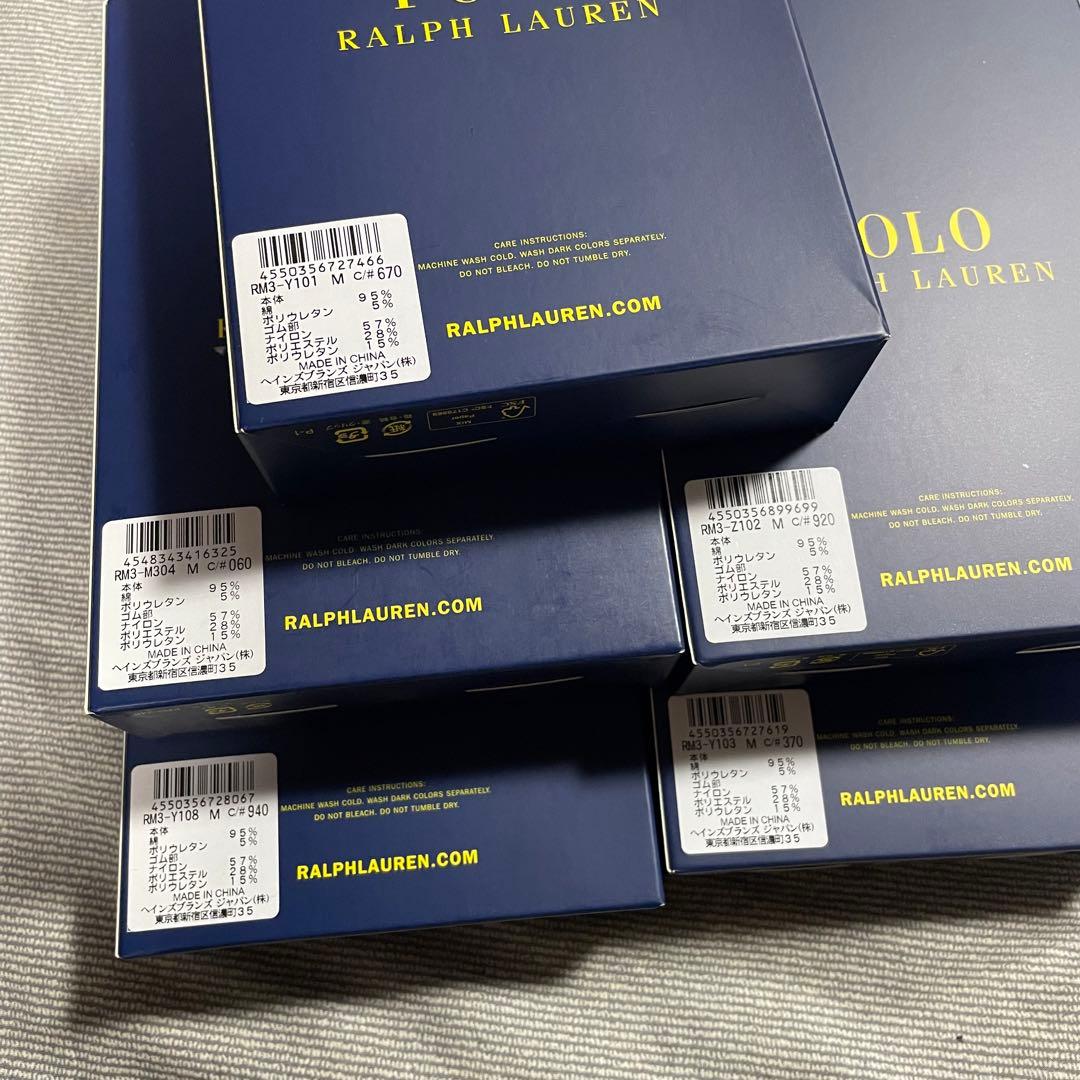 RALPH LAUREN
CARE INSTRUCTIONS:
MACHINE WASH COLD. WASH DARK COLORS SEPARATELY.
DO NOT BLEACH. DO NOT TUMBLE DRY.
RALPHLAUREN.COM
4550356727466
RM3-Y101 M C/# 670
本体
綿 95%
ポリウレタン 5%
ゴム部
ナイロン 57%
ポリエステル 28%
ポリウレタン 15%
MADE IN CHINA
ヘインズブランズ ジャパン(株)
東京都新宿区信濃町35
P-1
MIX
Paper
FSC
OLO
H LAUREN
CARE INSTRUCTIONS:
MACHINE WASH COLD. WASH DARK COLORS SEPARATELY.
DO NOT BLEACH. DO NOT TUMBLE DRY.
RALPHLAUREN.COM
4548343416325
RM3-M304 M C/# 060
本体
綿 95%
ポリウレタン 5%
ゴム部
ナイロン 57%
ポリエステル 28%
ポリウレタン 15%
MADE IN CHINA
ヘインズブランズ ジャパン(株)
東京都新宿区信濃町35
CARE INSTRUCTIONS:
MACHINE WASH COLD. WASH DARK COLORS SEPARATELY.
DO NOT BLEACH. DO NOT TUMBLE DRY.
RALPHLAUREN.COM
4550356899699
RM3-Z102 M C/# 920
本体
綿 95%
ポリウレタン 5%
ゴム部
ナイロン 57%
ポリエステル 28%
ポリウレタン 15%
MADE IN CHINA
ヘインズブランズ ジャパン(株)
東京都新宿区信濃町35
CARE INSTRUCTIONS:
MACHINE WASH COLD. WASH DARK COLORS SEPARATELY.
DO NOT BLEACH. DO NOT TUMBLE DRY.
RALPHLAUREN.COM
4550356728067
RM3-Y108 M C/# 940
本体
綿 95%
ポリウレタン 5%
ゴム部
ナイロン 57%
ポリエステル 28%
ポリウレタン 15%
MADE IN CHINA
ヘインズブランズ ジャパン(株)
東京都新宿区信濃町35
CARE INSTRUCTIONS:
MACHINE WASH COLD. WASH DARK COLORS SEPARATELY.
DO NOT BLEACH. DO NOT TUMBLE DRY.
RALPHLAUREN.COM
4550356727619
RM3-Y103 M C/# 370
本体
綿 95%
ポリウレタン 5%
ゴム部
ナイロン 57%
ポリエステル 28%
ポリウレタン 15%
MADE IN CHINA
ヘインズブランズ ジャパン(株)
東京都新宿区信濃町35